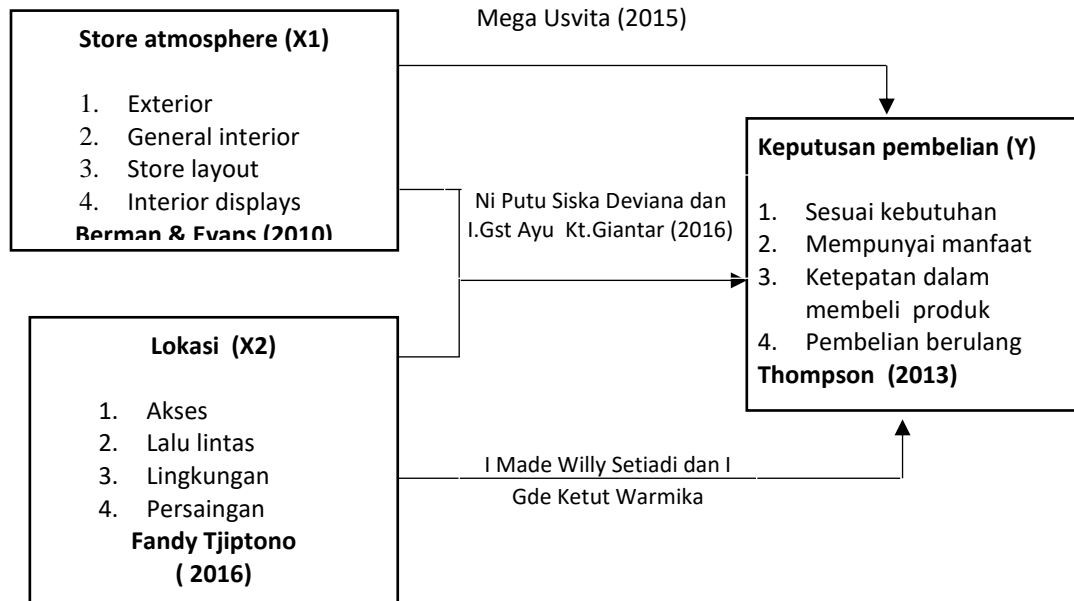 Mega Usvita (2015)
Store atmosphere (X1)
1. Exterior
2. General interior
3. Store layout
4. Interior displays
Berman & Evans (2010)
Ni Putu Siska Deviana dan
I.Gst Ayu Kt.Giantar (2016)
Keputusan pembelian (Y)
1. Sesuai kebutuhan
2. Mempunyai manfaat
3. Ketepatan dalam
membeli produk
4. Pembelian berulang
Thompson (2013)
Lokasi (X2)
1. Akses
2. Lalu lintas
3. Lingkungan
4. Persaingan
Fandy Tjiptono
( 2016)
I Made Willy Setiadi dan I
Gde Ketut Warmika